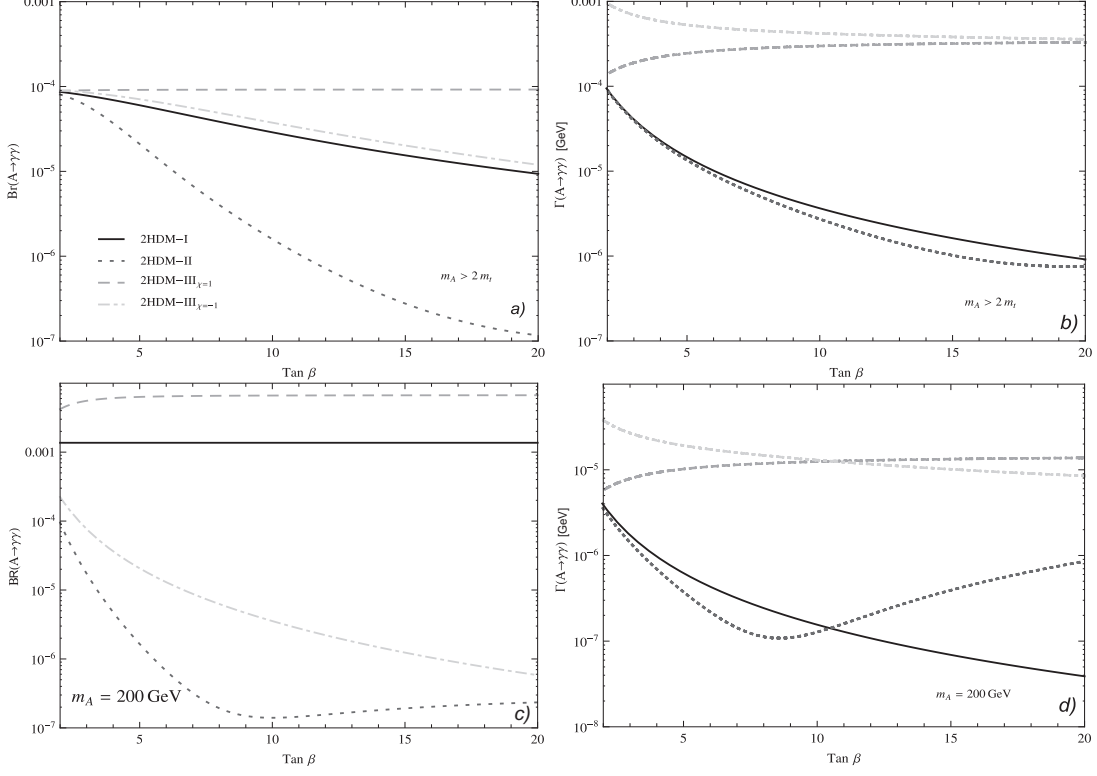 0.001
10⁻⁴
10⁻⁵
10⁻⁶
10⁻⁷
Br(A→γγ)
2HDM−I
2HDM−II
2HDM−IIIχ=1
2HDM−IIIχ=−1
m_A > 2 m_t
a)
5
10
15
20
Tan β
0.001
10⁻⁴
10⁻⁵
10⁻⁶
10⁻⁷
Γ(A→γγ) [GeV]
m_A > 2 m_t
b)
5
10
15
20
Tan β
0.001
10⁻⁴
10⁻⁵
10⁻⁶
10⁻⁷
BR(A→γγ)
m_A = 200 GeV
c)
5
10
15
20
Tan β
10⁻⁵
10⁻⁶
10⁻⁷
10⁻⁸
Γ(A→γγ) [GeV]
m_A = 200 GeV
d)
5
10
15
20
Tan β